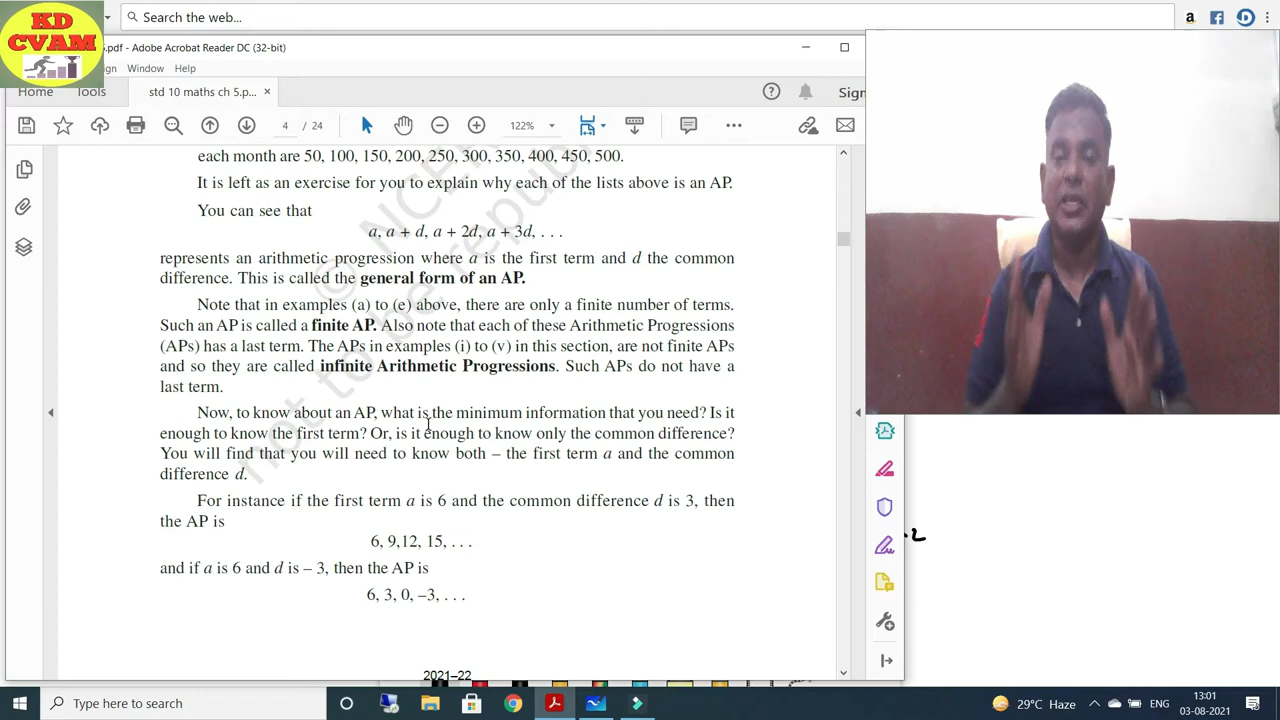 KD
CVAM
Search the web...
.pdf - Adobe Acrobat Reader DC (32-bit)
Window Help
Home Tools std 10 maths ch 5.p... × Sign
4 / 24 122%
each month are 50, 100, 150, 200, 250, 300, 350, 400, 450, 500.
It is left as an exercise for you to explain why each of the lists above is an AP.
You can see that
a, a + d, a + 2d, a + 3d, . . .
represents an arithmetic progression where a is the first term and d the common
difference. This is called the general form of an AP.
Note that in examples (a) to (e) above, there are only a finite number of terms.
Such an AP is called a finite AP. Also note that each of these Arithmetic Progressions
(APs) has a last term. The APs in examples (i) to (v) in this section, are not finite APs
and so they are called infinite Arithmetic Progressions. Such APs do not have a
last term.
Now, to know about an AP, what is the minimum information that you need? Is it
enough to know the first term? Or, is it enough to know only the common difference?
You will find that you will need to know both – the first term a and the common
difference d.
For instance if the first term a is 6 and the common difference d is 3, then
the AP is
6, 9,12, 15, . . .
and if a is 6 and d is – 3, then the AP is
6, 3, 0, –3, . . .
2021–22
© NCER
not to be republ
2
Type here to search
29°C Haze
ENG
13:01
03-08-2021